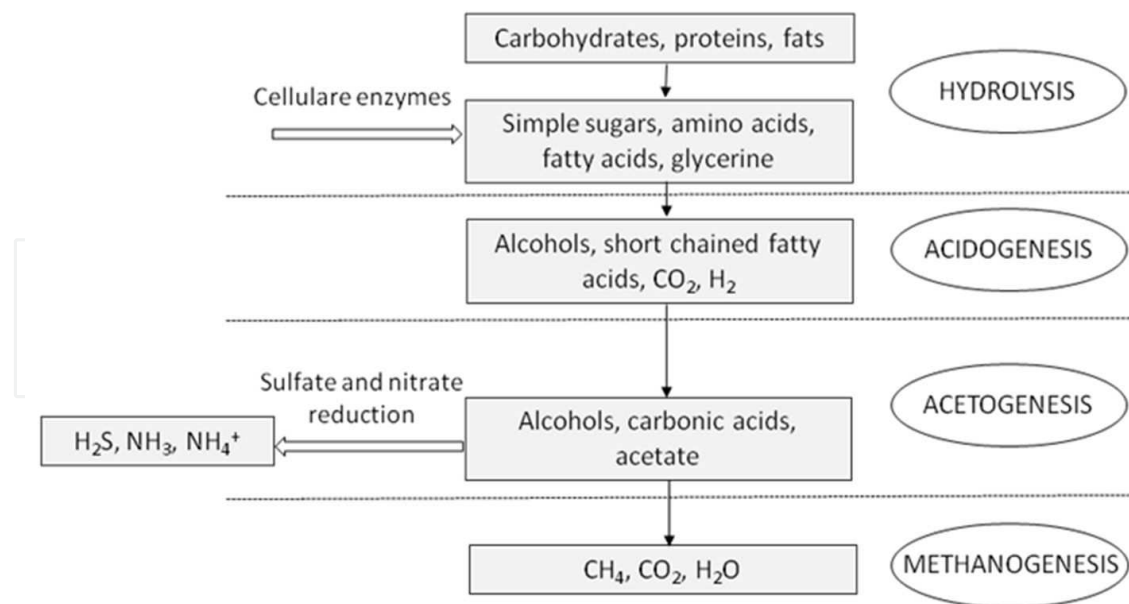 Carbohydrates, proteins, fats
HYDROLYSIS
Cellulare enzymes
Simple sugars, amino acids,
fatty acids, glycerine
Alcohols, short chained fatty
acids, CO₂, H₂
ACIDOGENESIS
Sulfate and nitrate
reduction
ACETOGENESIS
H₂S, NH₃, NH₄⁺
Alcohols, carbonic acids,
acetate
CH₄, CO₂, H₂O
METHANOGENESIS